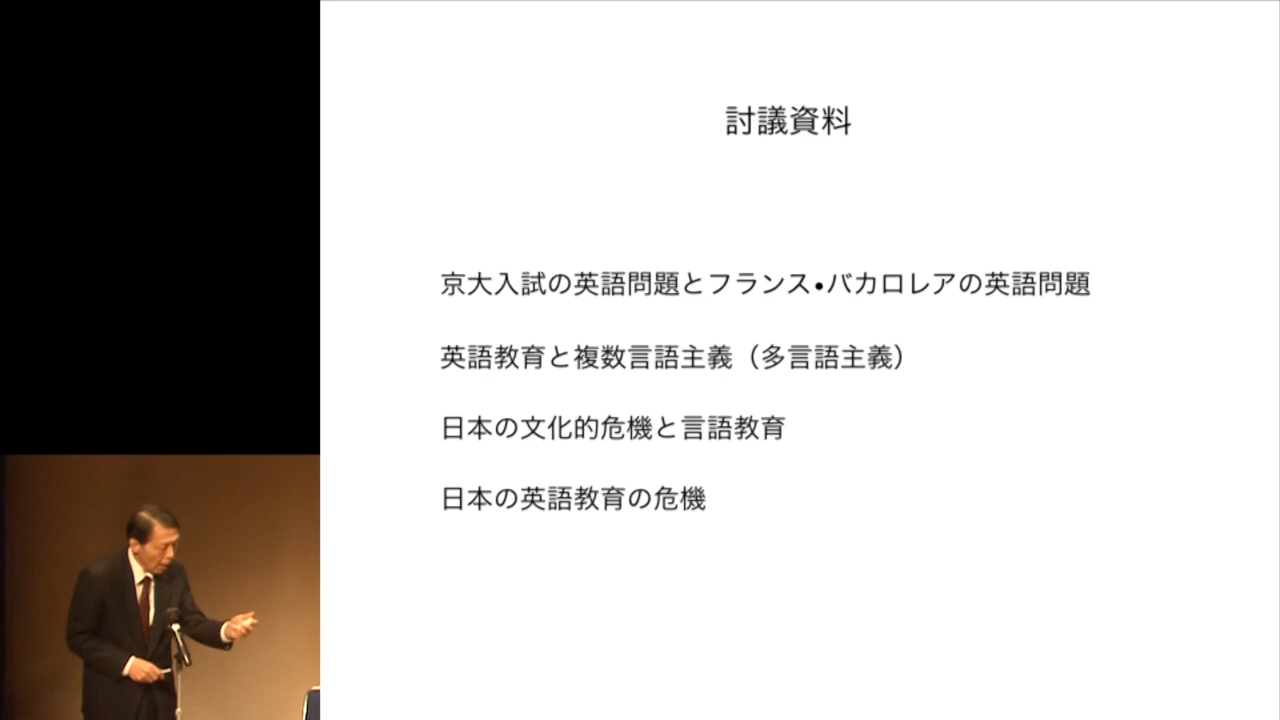 討議資料
京大入試の英語問題とフランス•バカロレアの英語問題
英語教育と複数言語主義（多言語主義）
日本の文化的危機と言語教育
日本の英語教育の危機